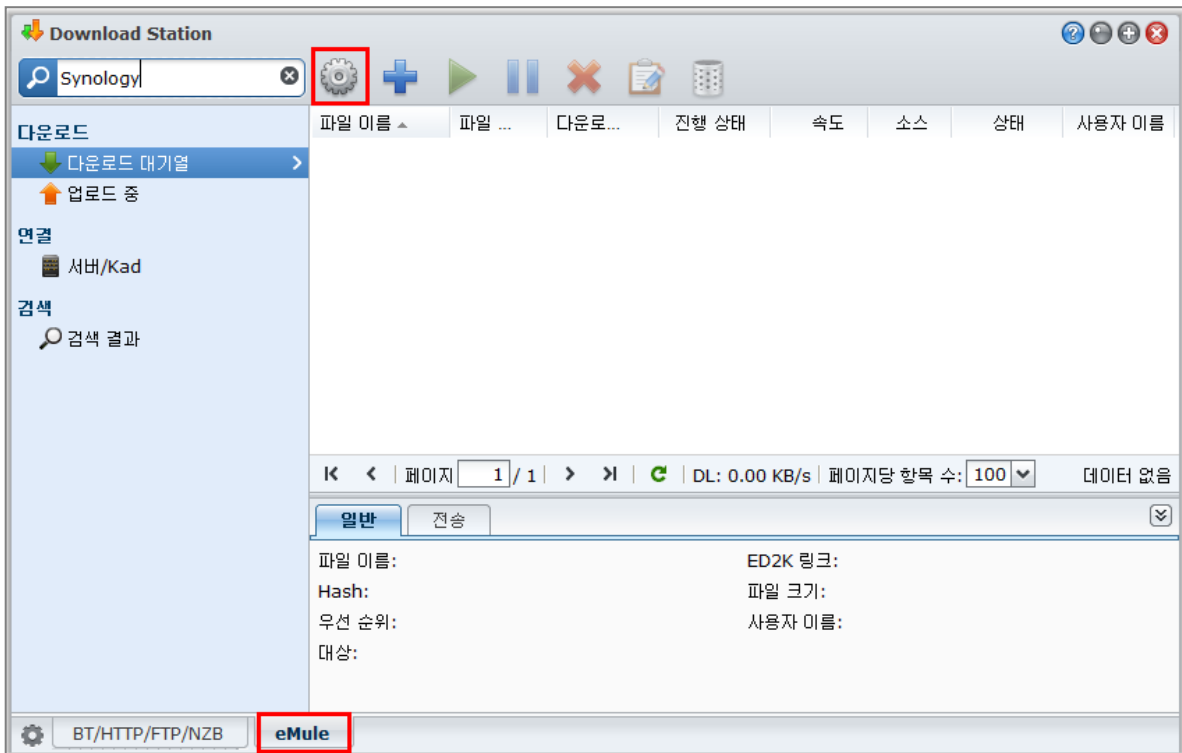 Download Station
Synology
다운로드
다운로드 대기열
업로드 중
연결
서버/Kad
검색
검색 결과
파일 이름 파일 ... 다운로... 진행 상태 속도 소스 상태 사용자 이름
페이지 1 / 1 DL: 0.00 KB/s 페이지당 항목 수: 100 데이터 없음
일반 전송
파일 이름: ED2K 링크:
Hash: 파일 크기:
우선 순위: 사용자 이름:
대상:
BT/HTTP/FTP/NZB eMule